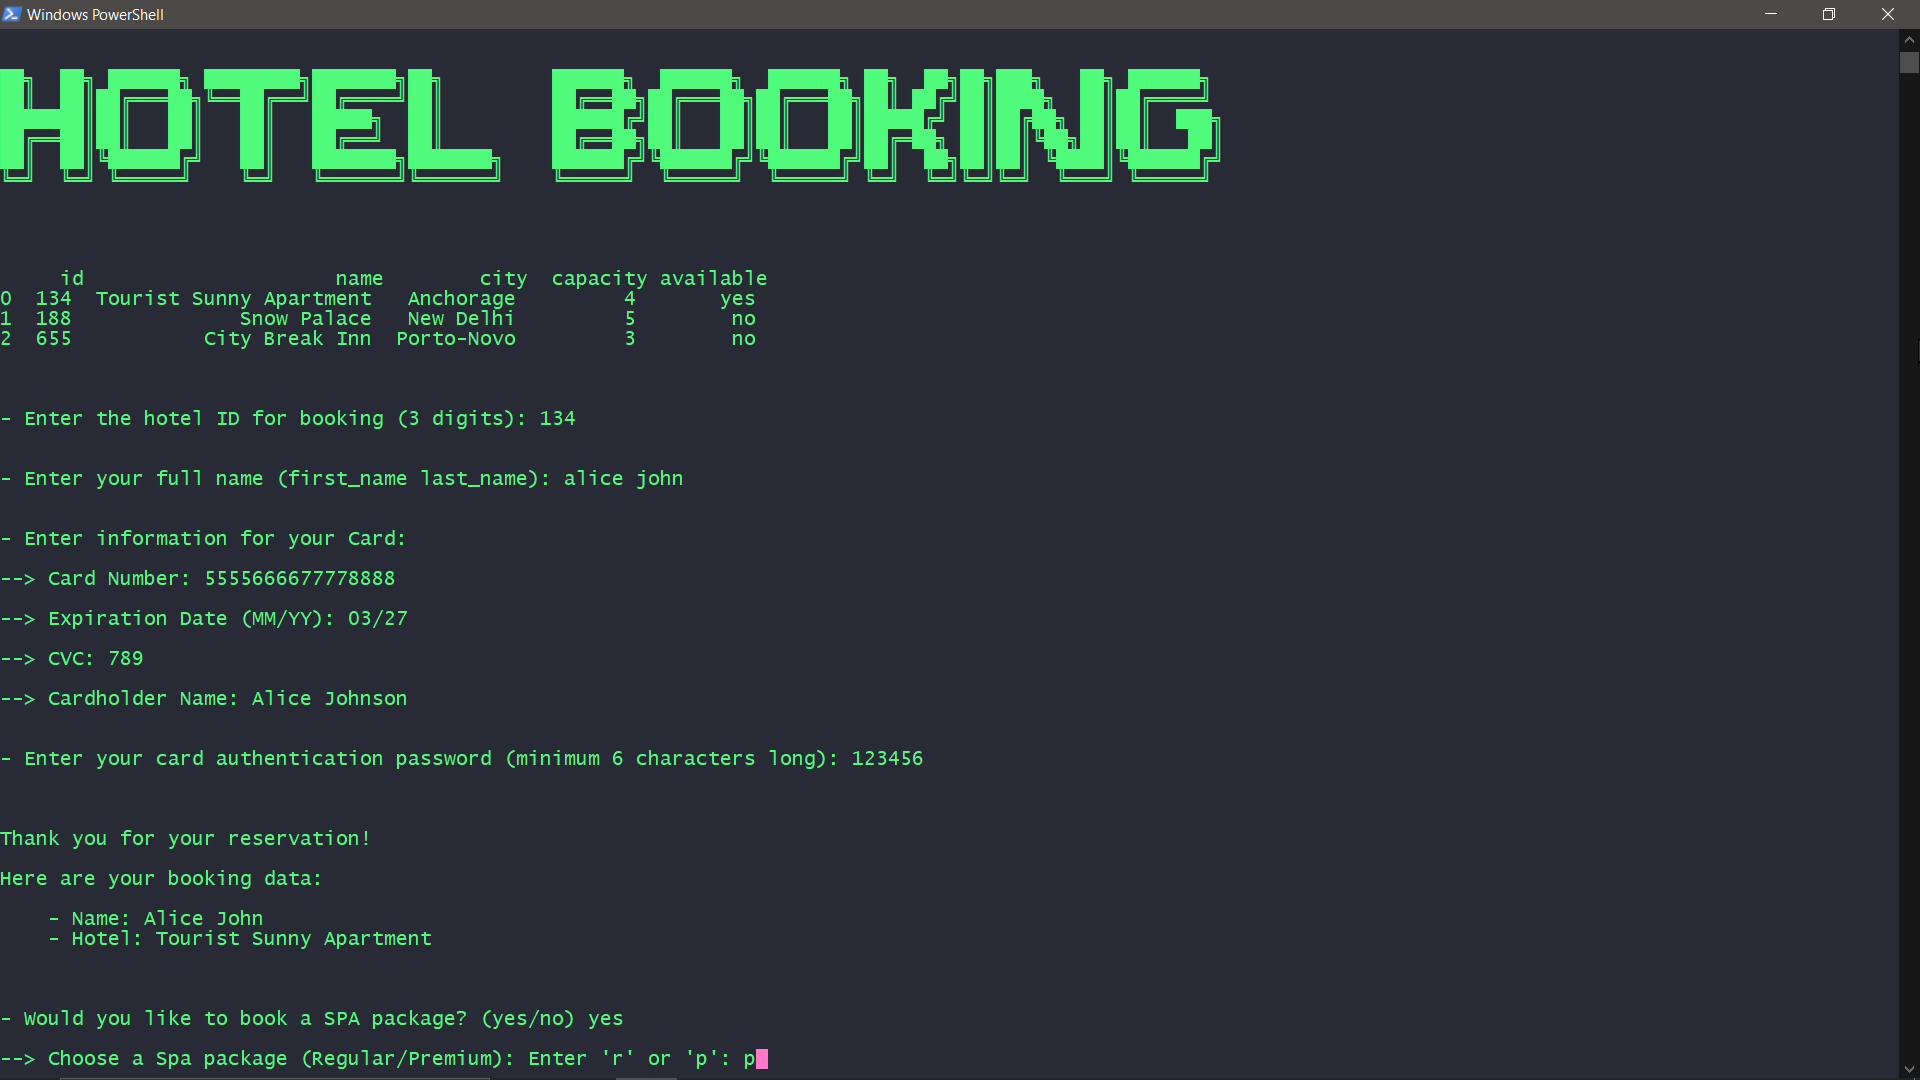 Windows PowerShell
HOTEL BOOKING
id name city capacity available
0 134 Tourist Sunny Apartment Anchorage 4 yes
1 188 Snow Palace New Delhi 5 no
2 655 City Break Inn Porto-Novo 3 no
- Enter the hotel ID for booking (3 digits): 134
- Enter your full name (first_name last_name): alice john
- Enter information for your Card:
--> Card Number: 5555666677778888
--> Expiration Date (MM/YY): 03/27
--> CVC: 789
--> Cardholder Name: Alice Johnson
- Enter your card authentication password (minimum 6 characters long): 123456
Thank you for your reservation!
Here are your booking data:
- Name: Alice John
- Hotel: Tourist Sunny Apartment
- Would you like to book a SPA package? (yes/no) yes
--> Choose a Spa package (Regular/Premium): Enter 'r' or 'p': p